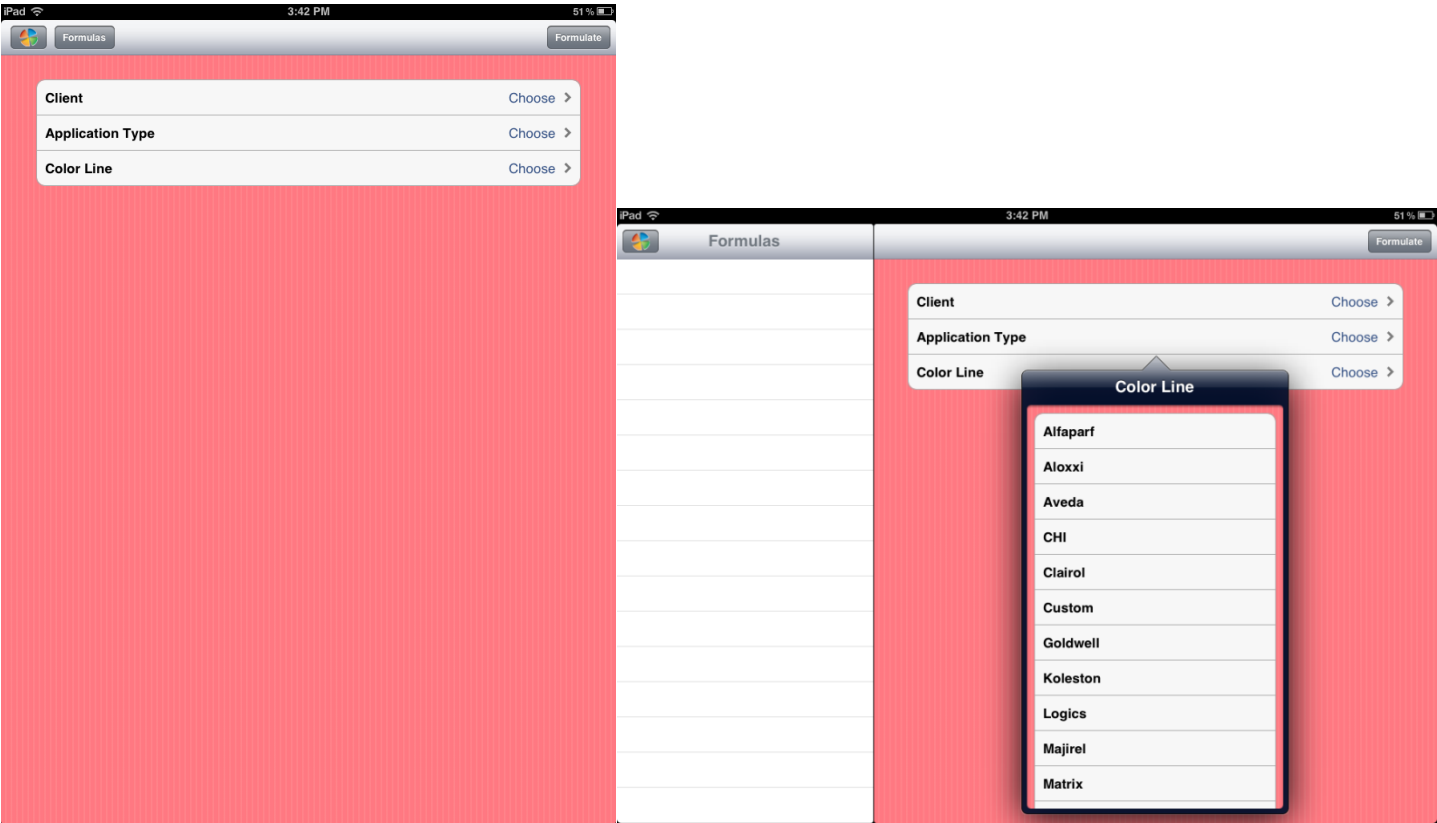 iPad 3:42 PM 51%
Formulas Formulate
Client Choose
Application Type Choose
Color Line Choose
iPad 3:42 PM 51%
Formulas Formulate
Client Choose
Application Type Choose
Color Line Choose
Color Line
Alfaparf
Aloxxi
Aveda
CHI
Clairol
Custom
Goldwell
Koleston
Logics
Majirel
Matrix